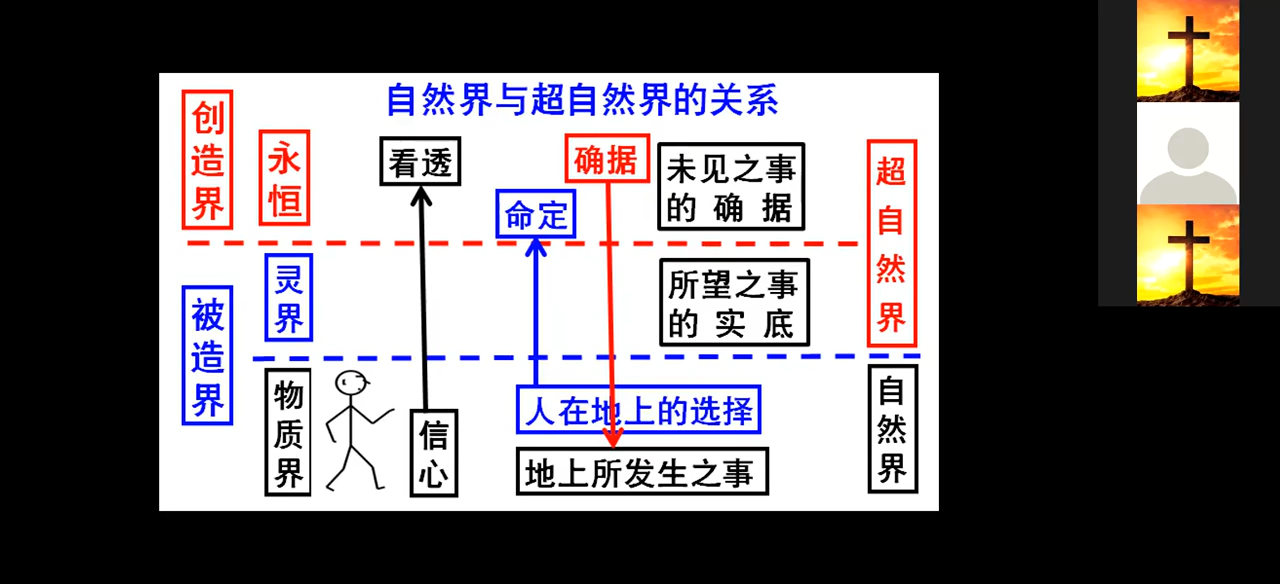 自然界与超自然界的关系
创造界
永恒
看透
确据
未见之事
的确据
命定
超自然界
被造界
灵界
所望之事
的实底
物质界
信心
人在地上的选择
地上所发生之事
自然界